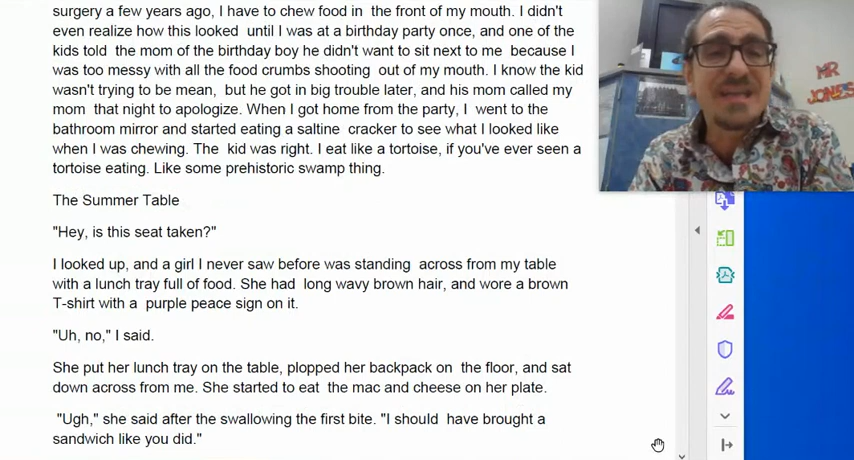 surgery a few years ago, I have to chew food in the front of my mouth. I didn't
even realize how this looked until I was at a birthday party once, and one of the
kids told the mom of the birthday boy he didn't want to sit next to me because I
was too messy with all the food crumbs shooting out of my mouth. I know the kid
wasn't trying to be mean, but he got in big trouble later, and his mom called my
mom that night to apologize. When I got home from the party, I went to the
bathroom mirror and started eating a saltine cracker to see what I looked like
when I was chewing. The kid was right. I eat like a tortoise, if you've ever seen a
tortoise eating. Like some prehistoric swamp thing.
The Summer Table
"Hey, is this seat taken?"
I looked up, and a girl I never saw before was standing across from my table
with a lunch tray full of food. She had long wavy brown hair, and wore a brown
T-shirt with a purple peace sign on it.
"Uh, no," I said.
She put her lunch tray on the table, plopped her backpack on the floor, and sat
down across from me. She started to eat the mac and cheese on her plate.
"Ugh," she said after the swallowing the first bite. "I should have brought a
sandwich like you did."
MR
JONES